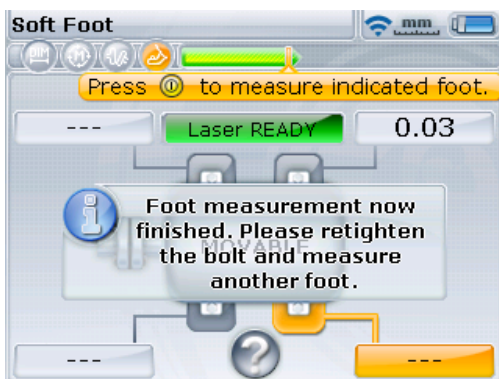 Soft Foot
mm
Press to measure indicated foot.
---
Laser READY
0.03
Foot measurement now
finished. Please retighten
the bolt and measure
another foot.
MOVABLE
---
?
---